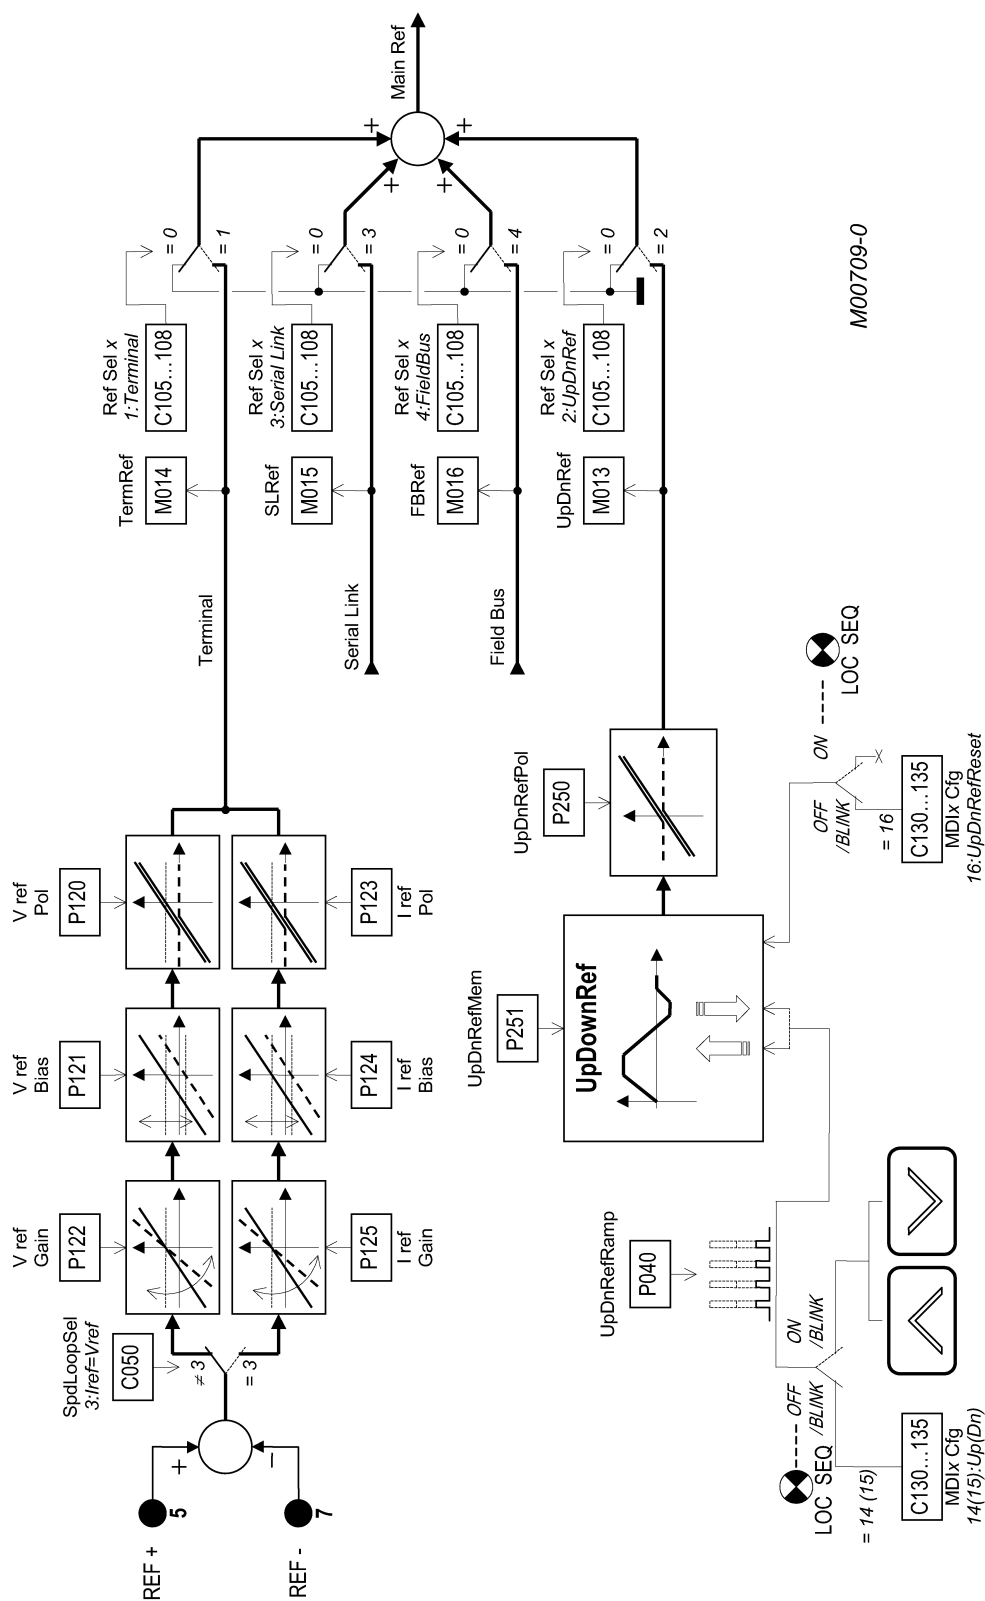 REF +
5
REF -
7
+
−
SpdLoopSel
3:Iref=Vref
C050
≠ 3
= 3
V ref
Gain
P122
P125
I ref
Gain
V ref
Bias
P121
P124
I ref
Bias
V ref
Pol
P120
P123
I ref
Pol
Terminal
Serial Link
Field Bus
TermRef
M014
SLRef
M015
FBRef
M016
UpDnRef
M013
Ref Sel x
1:Terminal
C105...108
= 0
= 1
Ref Sel x
3:Serial Link
C105...108
= 0
= 3
Ref Sel x
4:FieldBus
C105...108
= 0
= 4
Ref Sel x
2:UpDnRef
C105...108
= 0
= 2
+
+
+
+
Main Ref
UpDnRefPol
P250
UpDnRefMem
P251
UpDownRef
UpDnRefRamp
P040
LOC SEQ
OFF
/BLINK
ON
/BLINK
= 14 (15)
C130...135
MDIx Cfg
14(15):Up(Dn)
OFF
/BLINK
ON
LOC SEQ
= 16
C130...135
MDIx Cfg
16:UpDnRefReset
M00709-0